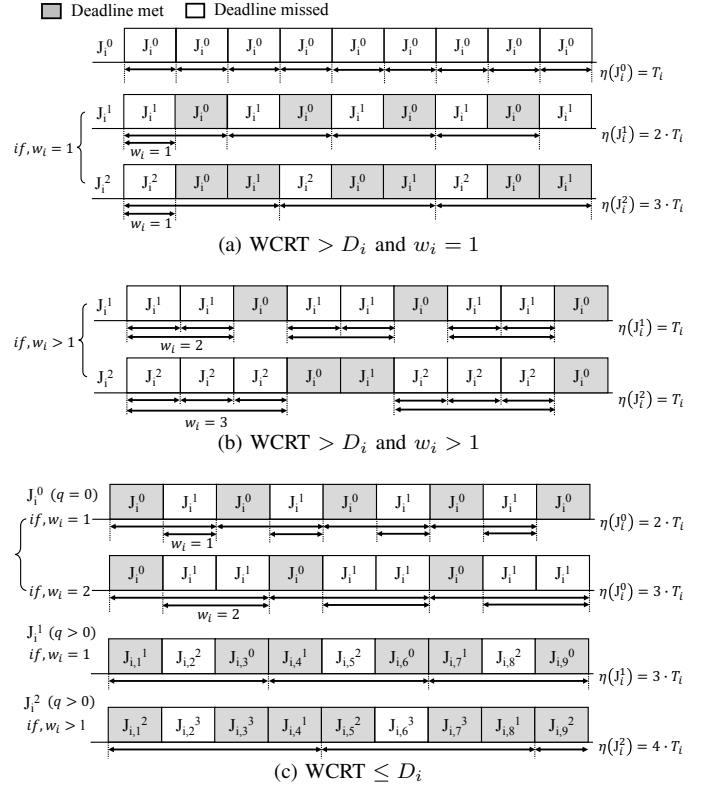 Deadline met Deadline missed
J_i^0 J_i^0 J_i^0 J_i^0 J_i^0 J_i^0 J_i^0 J_i^0 J_i^0 J_i^0
η(J_i^0) = T_i
J_i^1 J_i^1 J_i^0 J_i^1 J_i^0 J_i^1 J_i^0 J_i^1 J_i^0 J_i^1
η(J_i^1) = 2 · T_i
w_i = 1
if, w_i = 1
J_i^2 J_i^2 J_i^0 J_i^1 J_i^2 J_i^0 J_i^1 J_i^2 J_i^0 J_i^1
η(J_i^2) = 3 · T_i
w_i = 1
(a) WCRT > D_i and w_i = 1
J_i^1 J_i^1 J_i^1 J_i^0 J_i^1 J_i^1 J_i^0 J_i^1 J_i^1 J_i^0
η(J_i^1) = T_i
w_i = 2
if, w_i > 1
J_i^2 J_i^2 J_i^2 J_i^2 J_i^0 J_i^1 J_i^2 J_i^2 J_i^2 J_i^0
η(J_i^2) = T_i
w_i = 3
(b) WCRT > D_i and w_i > 1
J_i^0 (q = 0)
if, w_i = 1
J_i^0 J_i^1 J_i^0 J_i^1 J_i^0 J_i^1 J_i^0 J_i^1 J_i^0
η(J_i^0) = 2 · T_i
w_i = 1
if, w_i = 2
J_i^0 J_i^1 J_i^1 J_i^0 J_i^1 J_i^1 J_i^0 J_i^1 J_i^1
η(J_i^0) = 3 · T_i
w_i = 2
J_i^1 (q > 0)
if, w_i = 1
J_{i,1}^1 J_{i,2}^2 J_{i,3}^0 J_{i,4}^1 J_{i,5}^2 J_{i,6}^0 J_{i,7}^1 J_{i,8}^2 J_{i,9}^0
η(J_i^1) = 3 · T_i
J_i^2 (q > 0)
if, w_i > 1
J_{i,1}^2 J_{i,2}^3 J_{i,3}^3 J_{i,4}^1 J_{i,5}^2 J_{i,6}^3 J_{i,7}^3 J_{i,8}^1 J_{i,9}^2
η(J_i^2) = 4 · T_i
(c) WCRT ≤ D_i